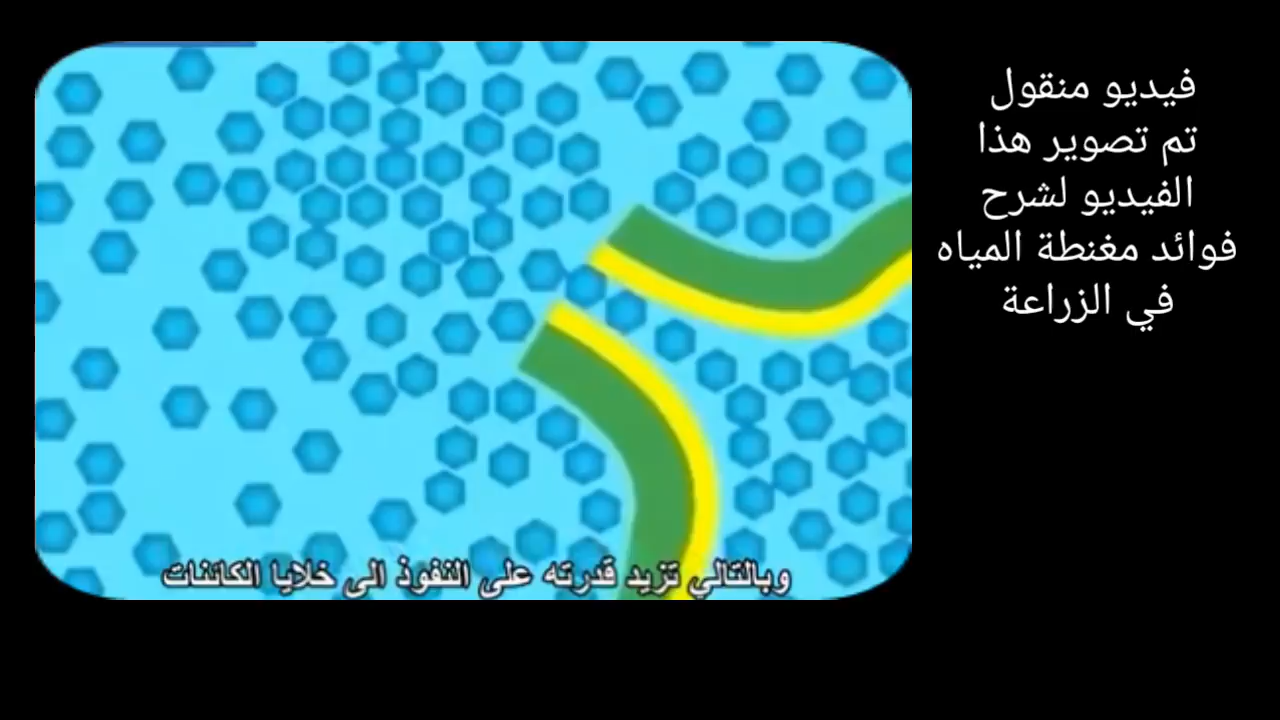 فيديو منقول
تم تصوير هذا
الفيديو لشرح
فوائد مغنطة المياه
في الزراعة
وبالتالي تزيد قدرته على النفوذ الى خلايا الكائنات